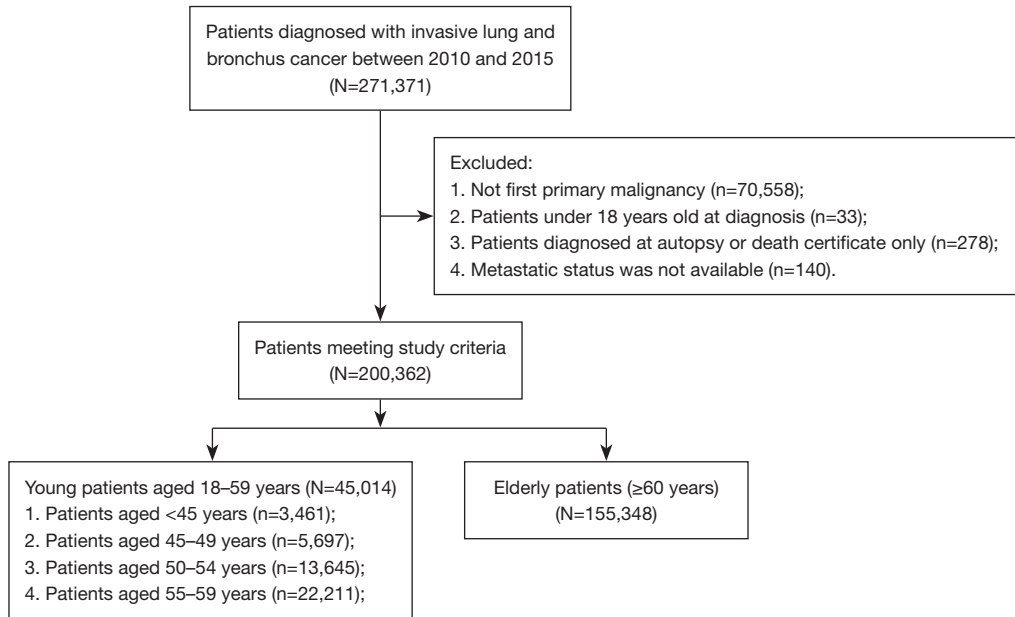 Patients diagnosed with invasive lung and
bronchus cancer between 2010 and 2015
(N=271,371)
Excluded:
1. Not first primary malignancy (n=70,558);
2. Patients under 18 years old at diagnosis (n=33);
3. Patients diagnosed at autopsy or death certificate only (n=278);
4. Metastatic status was not available (n=140).
Patients meeting study criteria
(N=200,362)
Young patients aged 18–59 years (N=45,014)
1. Patients aged <45 years (n=3,461);
2. Patients aged 45–49 years (n=5,697);
3. Patients aged 50–54 years (n=13,645);
4. Patients aged 55–59 years (n=22,211);
Elderly patients (≥60 years)
(N=155,348)